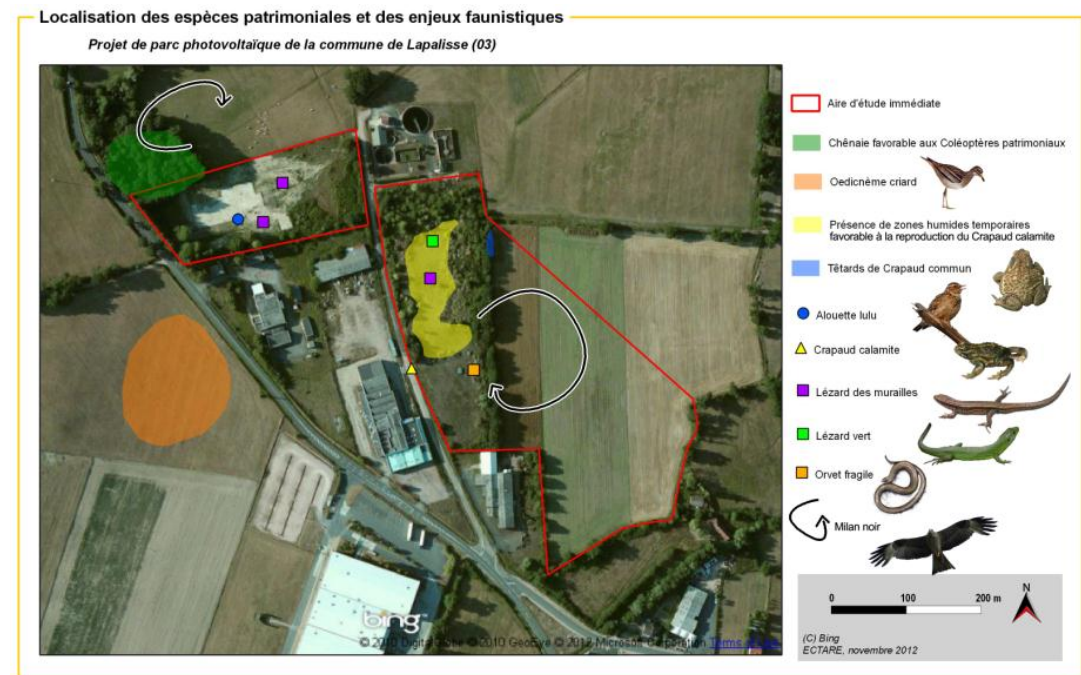 Localisation des espèces patrimoniales et des enjeux faunistiques
Projet de parc photovoltaïque de la commune de Lapalisse (03)
Aire d'étude immédiate
Chênaie favorable aux Coléoptères patrimoniaux
Oedicnème criard
Présence de zones humides temporaires
favorable à la reproduction du Crapaud calamite
Têtards de Crapaud commun
Alouette lulu
Crapaud calamite
Lézard des murailles
Lézard vert
Orvet fragile
Milan noir
0 100 200 m
N
(C) Bing
ECTARE, novembre 2012
bing
© 2010 DigitalGlobe © 2010 GeoEye © 2012 Microsoft Corporation Terms of